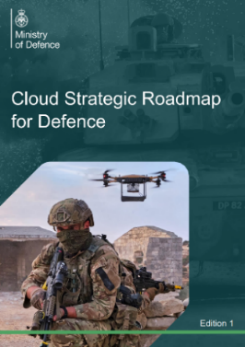 Ministry
of Defence
Cloud Strategic Roadmap
for Defence
Edition 1